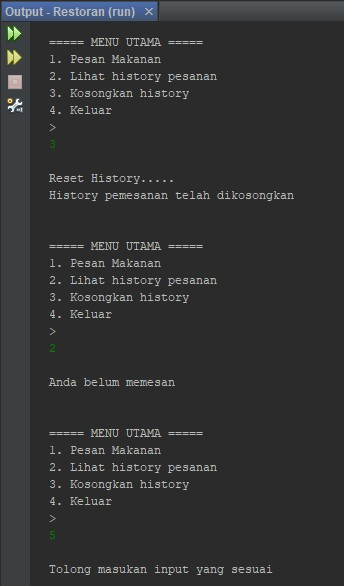 Output - Restoran (run) ×
===== MENU UTAMA =====
1. Pesan Makanan
2. Lihat history pesanan
3. Kosongkan history
4. Keluar
>
3
Reset History.....
History pemesanan telah dikosongkan
===== MENU UTAMA =====
1. Pesan Makanan
2. Lihat history pesanan
3. Kosongkan history
4. Keluar
>
2
Anda belum memesan
===== MENU UTAMA =====
1. Pesan Makanan
2. Lihat history pesanan
3. Kosongkan history
4. Keluar
>
5
Tolong masukan input yang sesuai